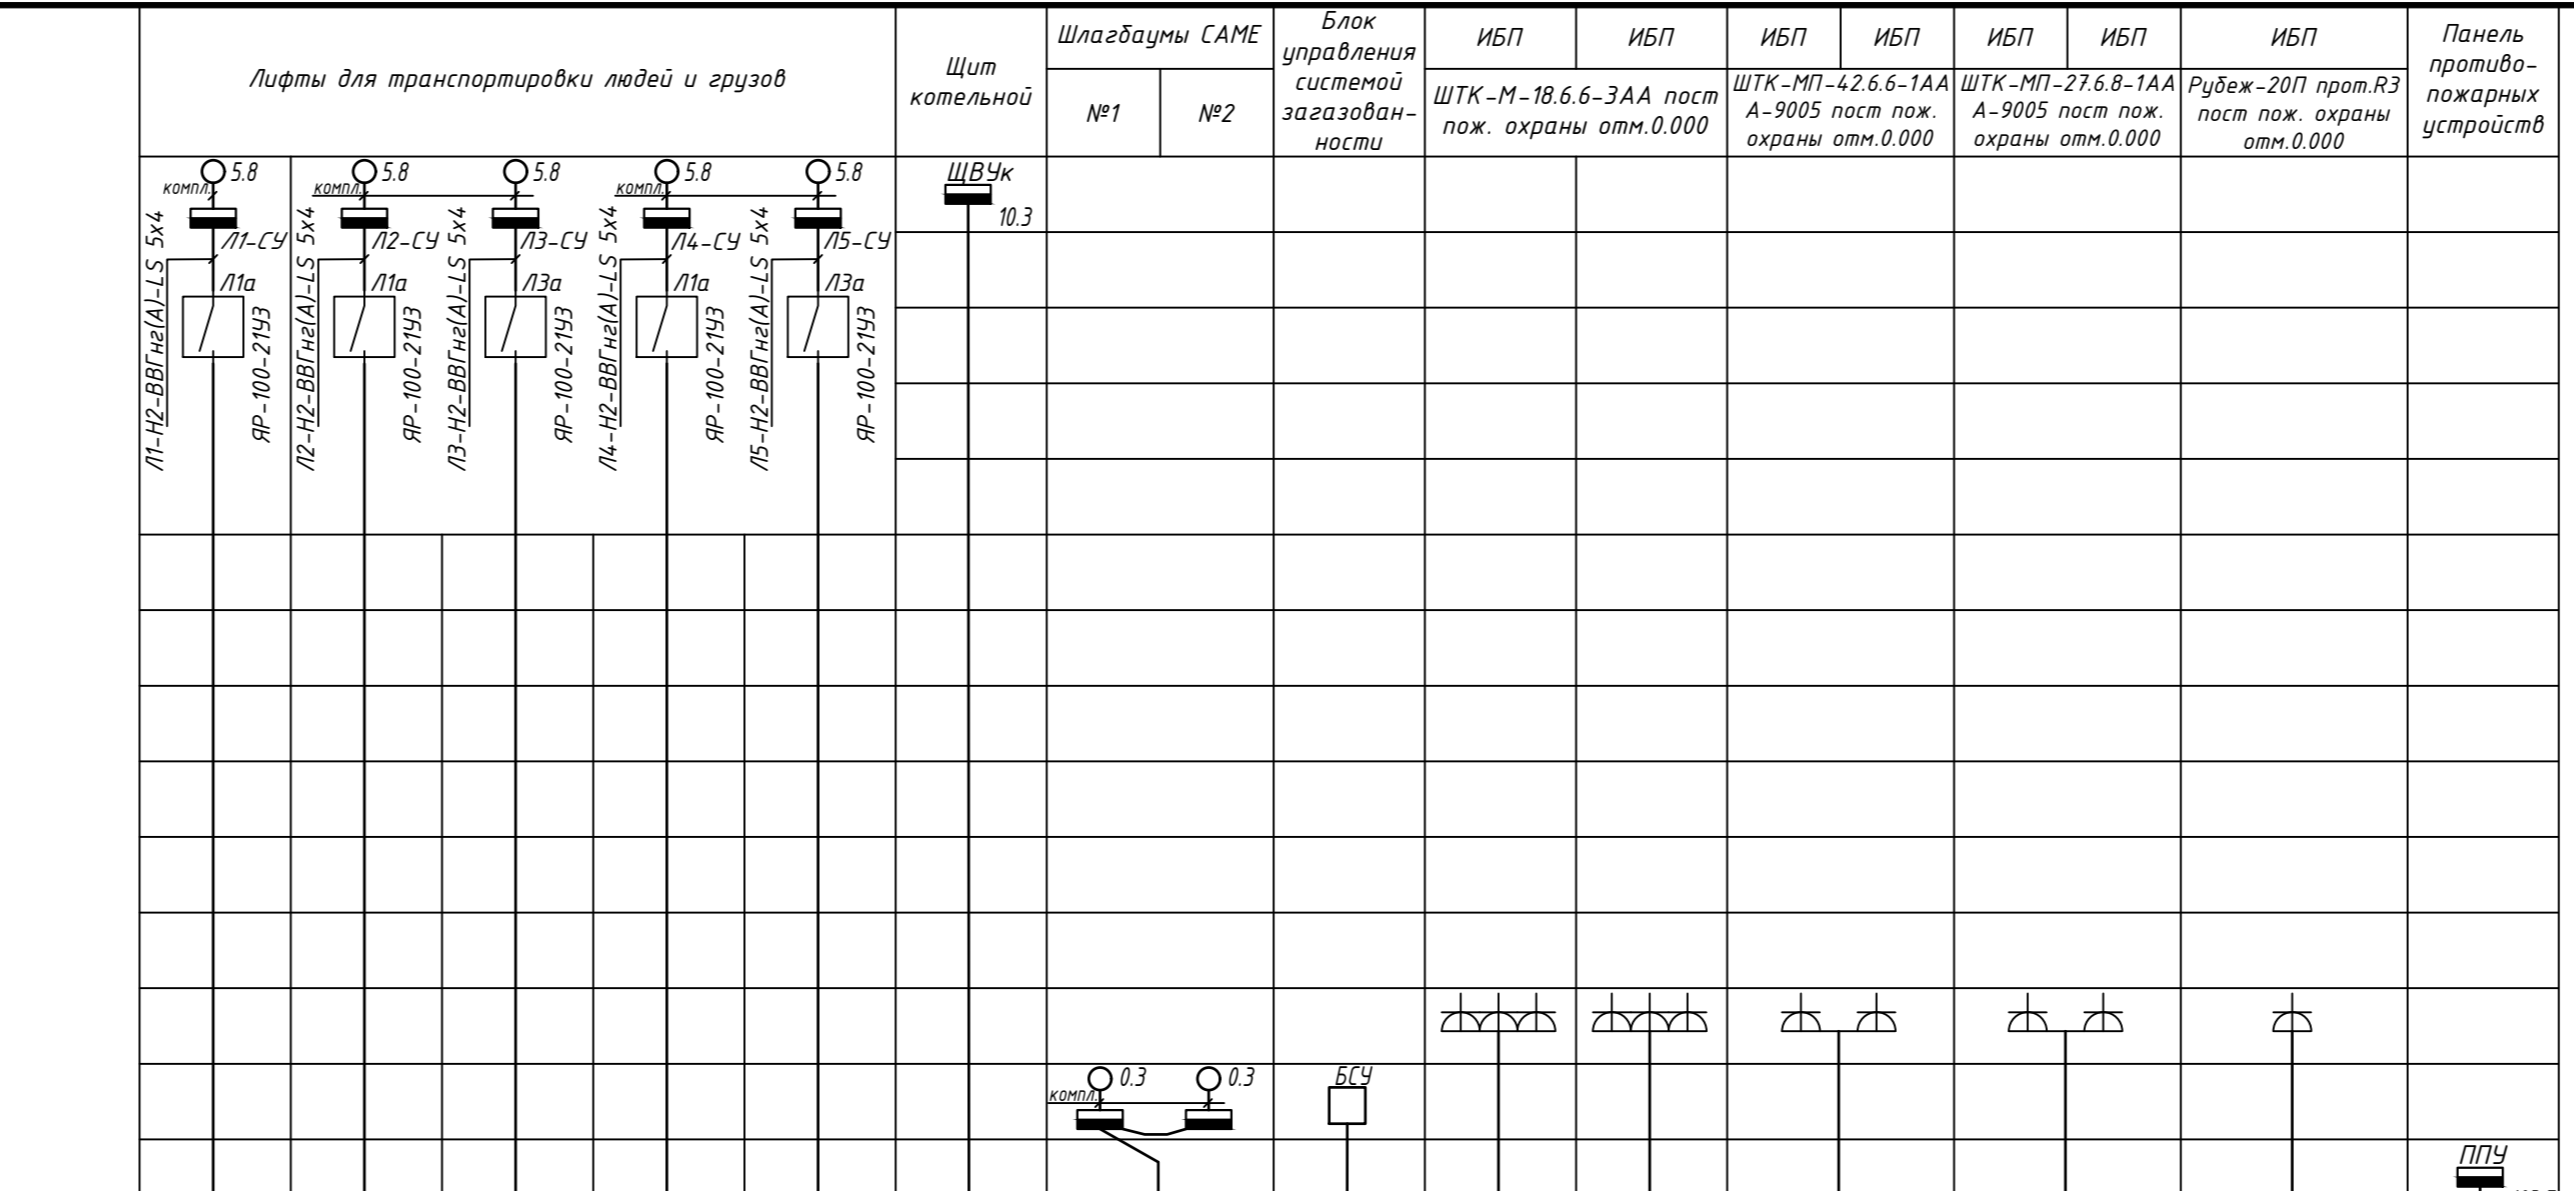 Лифты для транспортировки людей и грузов
Щит
котельной
Шлагбаумы CAME
№1
№2
Блок
управления
системой
загазован-
ности
ИБП
ИБП
ШТК-М-18.6.6-3АА пост
пож. охраны отм.0.000
ИБП
ИБП
ШТК-МП-42.6.6-1АА
А-9005 пост пож.
охраны отм.0.000
ИБП
ИБП
ШТК-МП-27.6.8-1АА
А-9005 пост пож.
охраны отм.0.000
ИБП
Рубеж-20П прот.R3
пост пож. охраны
отм.0.000
Панель
противо-
пожарных
устройств
5.8
компл.
Л1-СУ
Л1а
Л1-Н2-ВВГнг(А)-LS 5х4
ЯР-100-21У3
5.8
компл.
Л2-СУ
Л1а
Л2-Н2-ВВГнг(А)-LS 5х4
ЯР-100-21У3
5.8
Л3-СУ
Л3а
Л3-Н2-ВВГнг(А)-LS 5х4
ЯР-100-21У3
5.8
компл.
Л4-СУ
Л1а
Л4-Н2-ВВГнг(А)-LS 5х4
ЯР-100-21У3
5.8
Л5-СУ
Л3а
Л5-Н2-ВВГнг(А)-LS 5х4
ЯР-100-21У3
ЩВУк
10.3
0.3
0.3
компл.
БСУ
ППУ